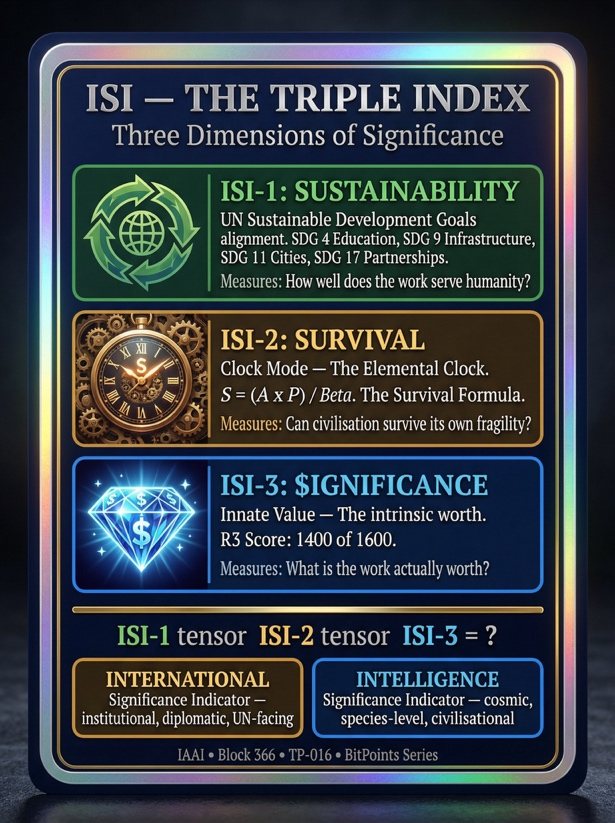 ISI — THE TRIPLE INDEX
Three Dimensions of Significance
ISI-1: SUSTAINABILITY
UN Sustainable Development Goals
alignment. SDG 4 Education, SDG 9 Infrastructure,
SDG 11 Cities, SDG 17 Partnerships.
Measures: How well does the work serve humanity?
ISI-2: SURVIVAL
Clock Mode — The Elemental Clock.
S = (A x P) / Beta. The Survival Formula.
Measures: Can civilisation survive its own fragility?
ISI-3: $IGNIFICANCE
Innate Value — The intrinsic worth.
R3 Score: 1400 of 1600.
Measures: What is the work actually worth?
ISI-1 tensor ISI-2 tensor ISI-3 = ?
INTERNATIONAL
Significance Indicator —
institutional, diplomatic, UN-facing
INTELLIGENCE
Significance Indicator — cosmic,
species-level, civilisational
IAAI • Block 366 • TP-016 • BitPoints Series